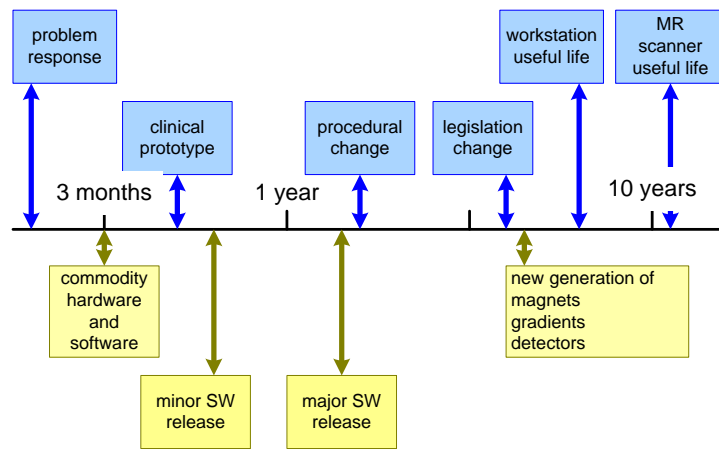 problem
response
workstation
useful life
MR
scanner
useful life
clinical
prototype
procedural
change
legislation
change
3 months
1 year
10 years
commodity
hardware
and
software
new generation of
magnets
gradients
detectors
minor SW
release
major SW
release